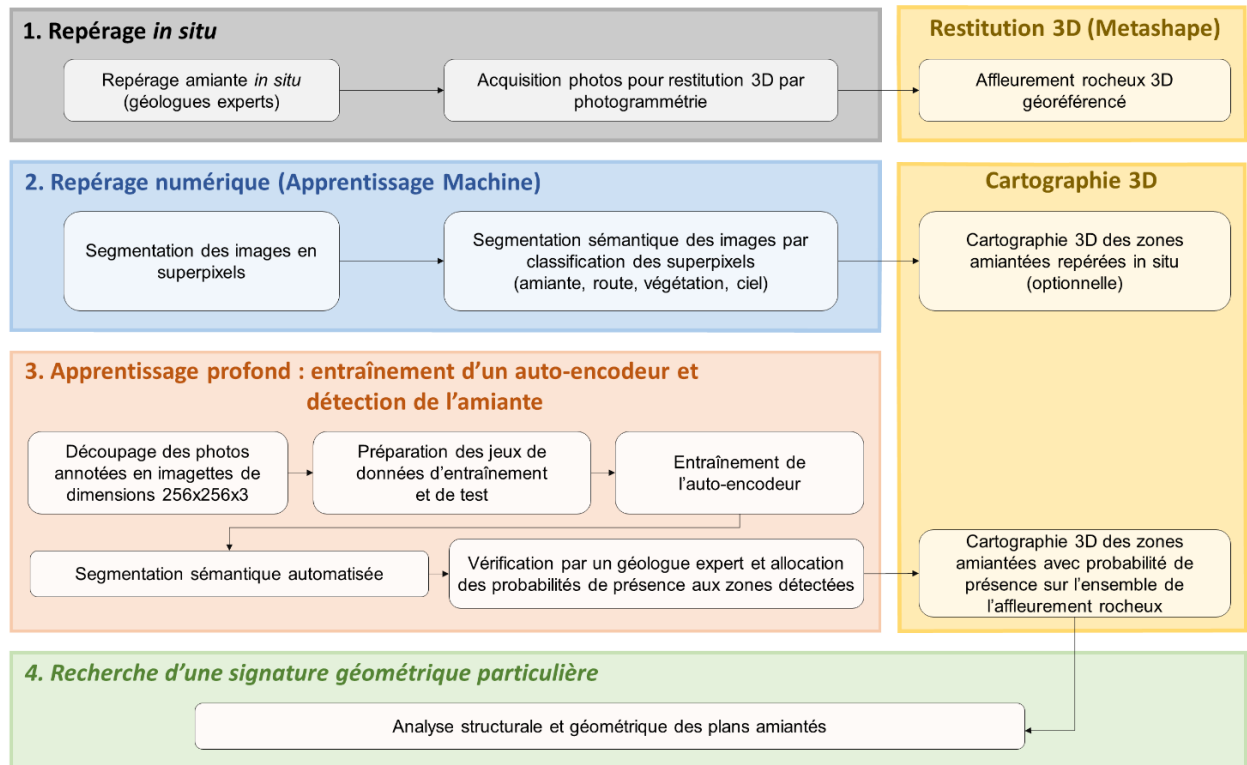 1. Repérage in situ
Repérage amiante in situ
(géologues experts)
Acquisition photos pour restitution 3D par
photogrammétrie
Restitution 3D (Metashape)
Affleurement rocheux 3D
géoréférencé
2. Repérage numérique (Apprentissage Machine)
Segmentation des images en
superpixels
Segmentation sémantique des images par
classification des superpixels
(amiante, route, végétation, ciel)
Cartographie 3D
Cartographie 3D des zones
amiantées repérées in situ
(optionnelle)
3. Apprentissage profond : entraînement d’un auto-encodeur et
détection de l’amiante
Découpage des photos
annotées en imagettes de
dimensions 256x256x3
Préparation des jeux de
données d’entraînement
et de test
Entraînement de
l’auto-encodeur
Segmentation sémantique automatisée
Vérification par un géologue expert et allocation
des probabilités de présence aux zones détectées
Cartographie 3D des zones
amiantées avec probabilité de
présence sur l’ensemble de
l’affleurement rocheux
4. Recherche d’une signature géométrique particulière
Analyse structurale et géométrique des plans amiantés